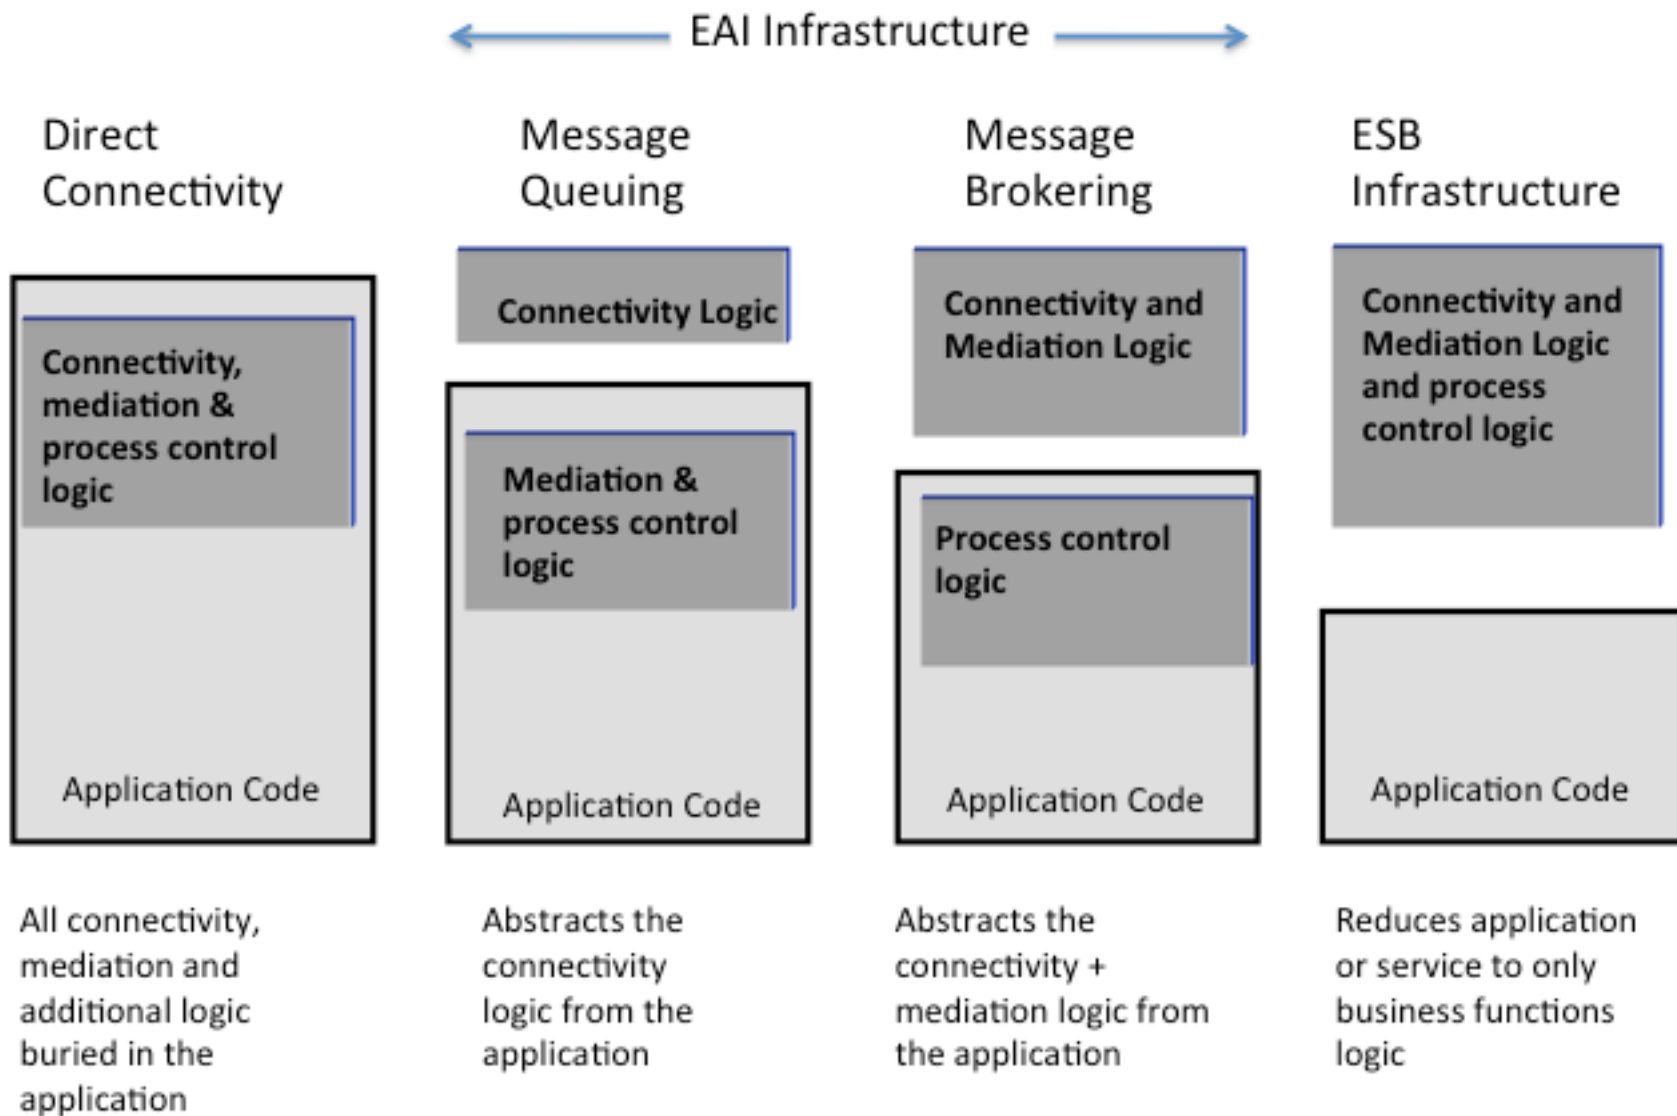 EAI Infrastructure
Direct
Connectivity
Message
Queuing
Message
Brokering
ESB
Infrastructure
Connectivity,
mediation &
process control
logic
Application Code
Connectivity Logic
Mediation &
process control
logic
Application Code
Connectivity and
Mediation Logic
Process control
logic
Application Code
Connectivity and
Mediation Logic
and process
control logic
Application Code
All connectivity,
mediation and
additional logic
buried in the
application
Abstracts the
connectivity
logic from the
application
Abstracts the
connectivity +
mediation logic from
the application
Reduces application
or service to only
business functions
logic